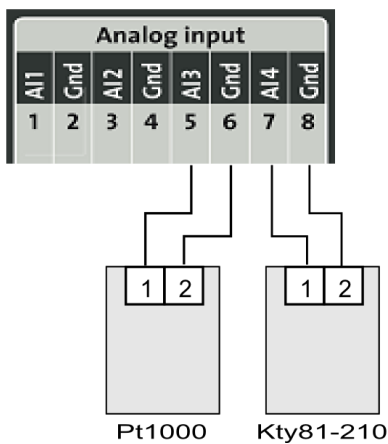 Analog input
AI1 Gnd AI2 Gnd AI3 Gnd AI4 Gnd
1 2 3 4 5 6 7 8
1 2 1 2
Pt1000 Kty81-210